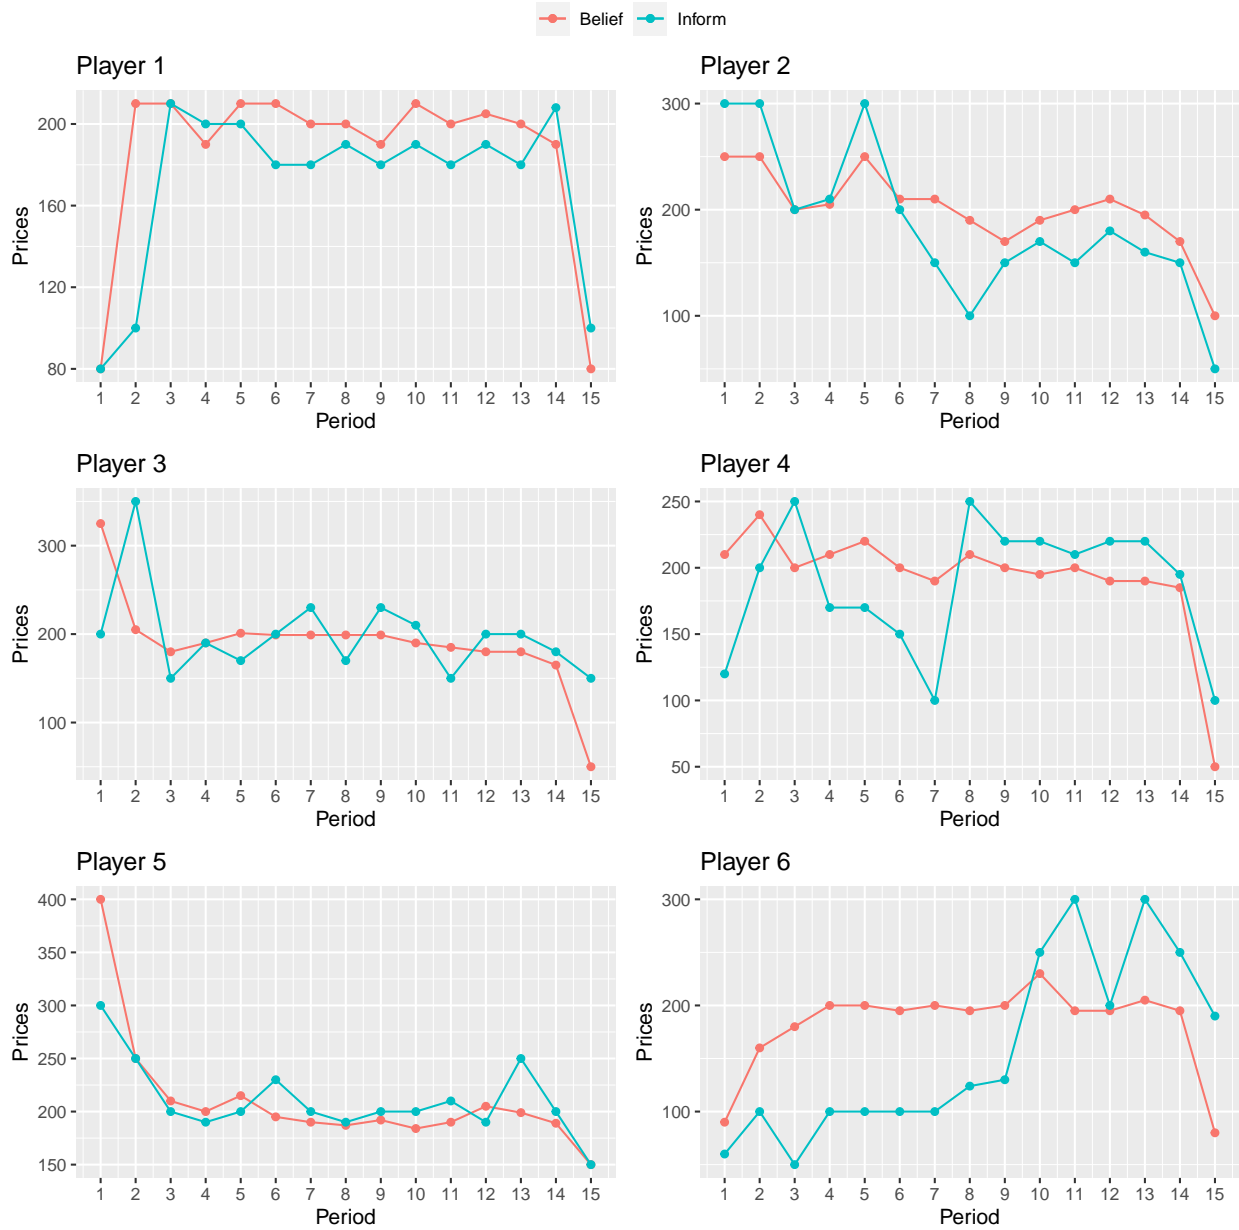 Belief Inform
Player 1
Prices
200
160
120
80
1 2 3 4 5 6 7 8 9 10 11 12 13 14 15
Period
Player 2
Prices
300
200
100
1 2 3 4 5 6 7 8 9 10 11 12 13 14 15
Period
Player 3
Prices
300
200
100
1 2 3 4 5 6 7 8 9 10 11 12 13 14 15
Period
Player 4
Prices
250
200
150
100
50
1 2 3 4 5 6 7 8 9 10 11 12 13 14 15
Period
Player 5
Prices
400
350
300
250
200
150
1 2 3 4 5 6 7 8 9 10 11 12 13 14 15
Period
Player 6
Prices
300
200
100
1 2 3 4 5 6 7 8 9 10 11 12 13 14 15
Period